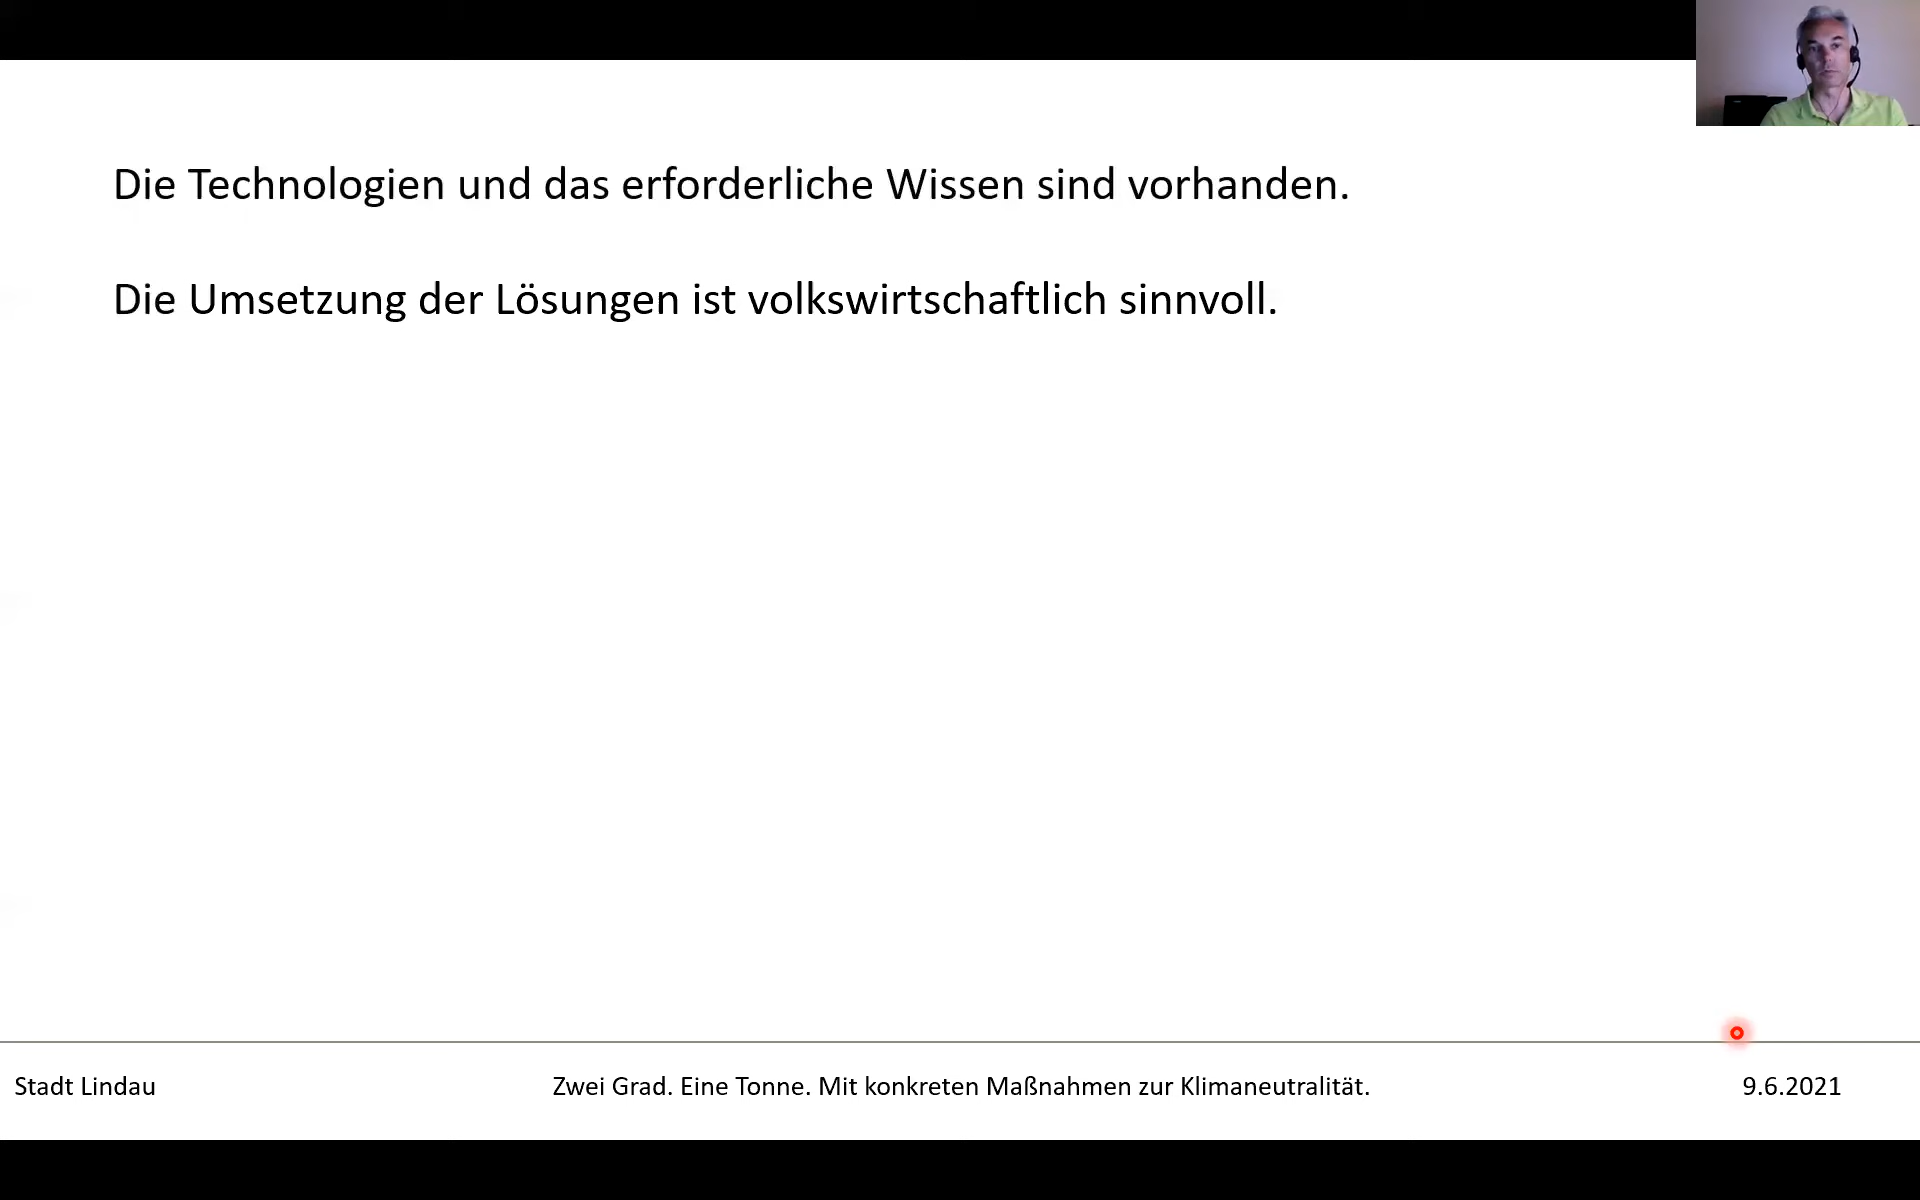 Die Technologien und das erforderliche Wissen sind vorhanden.
Die Umsetzung der Lösungen ist volkswirtschaftlich sinnvoll.
Stadt Lindau
Zwei Grad. Eine Tonne. Mit konkreten Maßnahmen zur Klimaneutralität.
9.6.2021